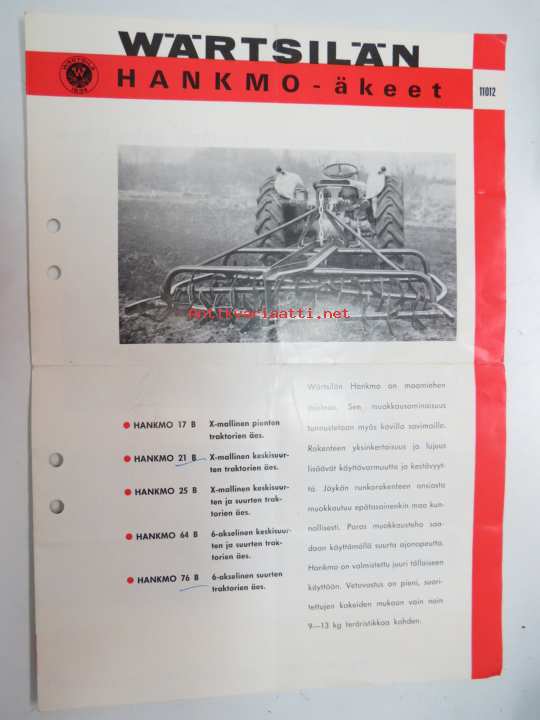 WÄRTSILÄN
HANKMO-äkeet
WÄRTSILÄ
W
1834
11012
antikvariaatti.net
● HANKMO 17 B X-mallinen pienten
traktorien äes.
● HANKMO 21 B X-mallinen keskisuur-
ten traktorien äes.
● HANKMO 25 B X-mallinen keskisuur-
ten ja suurten trak-
torien äes.
● HANKMO 64 B 6-akselinen keskisuur-
ten ja suurten trak-
torien äes.
● HANKMO 76 B 6-akselinen suurten
traktorien äes.
Wärtsilän Hankmo on maamiehen
mieleen. Sen muokkausominaisuus
tunnustetaan myös kovilla savimailla.
Rakenteen yksinkertaisuus ja lujuus
lisäävät käyttövarmuutta ja kestävyyt-
tä. Jäykän runkorakenteen ansiosta
muokkautuu epätasainenkin maa kun-
nollisesti. Paras muokkausteho saa-
daan käyttämällä suurta ajonopeutta.
Hankmo on valmistettu juuri tällaiseen
käyttöön. Vetovastus on pieni, suori-
tettujen kokeiden mukaan vain noin
9—13 kg teräristikkoa kohden.